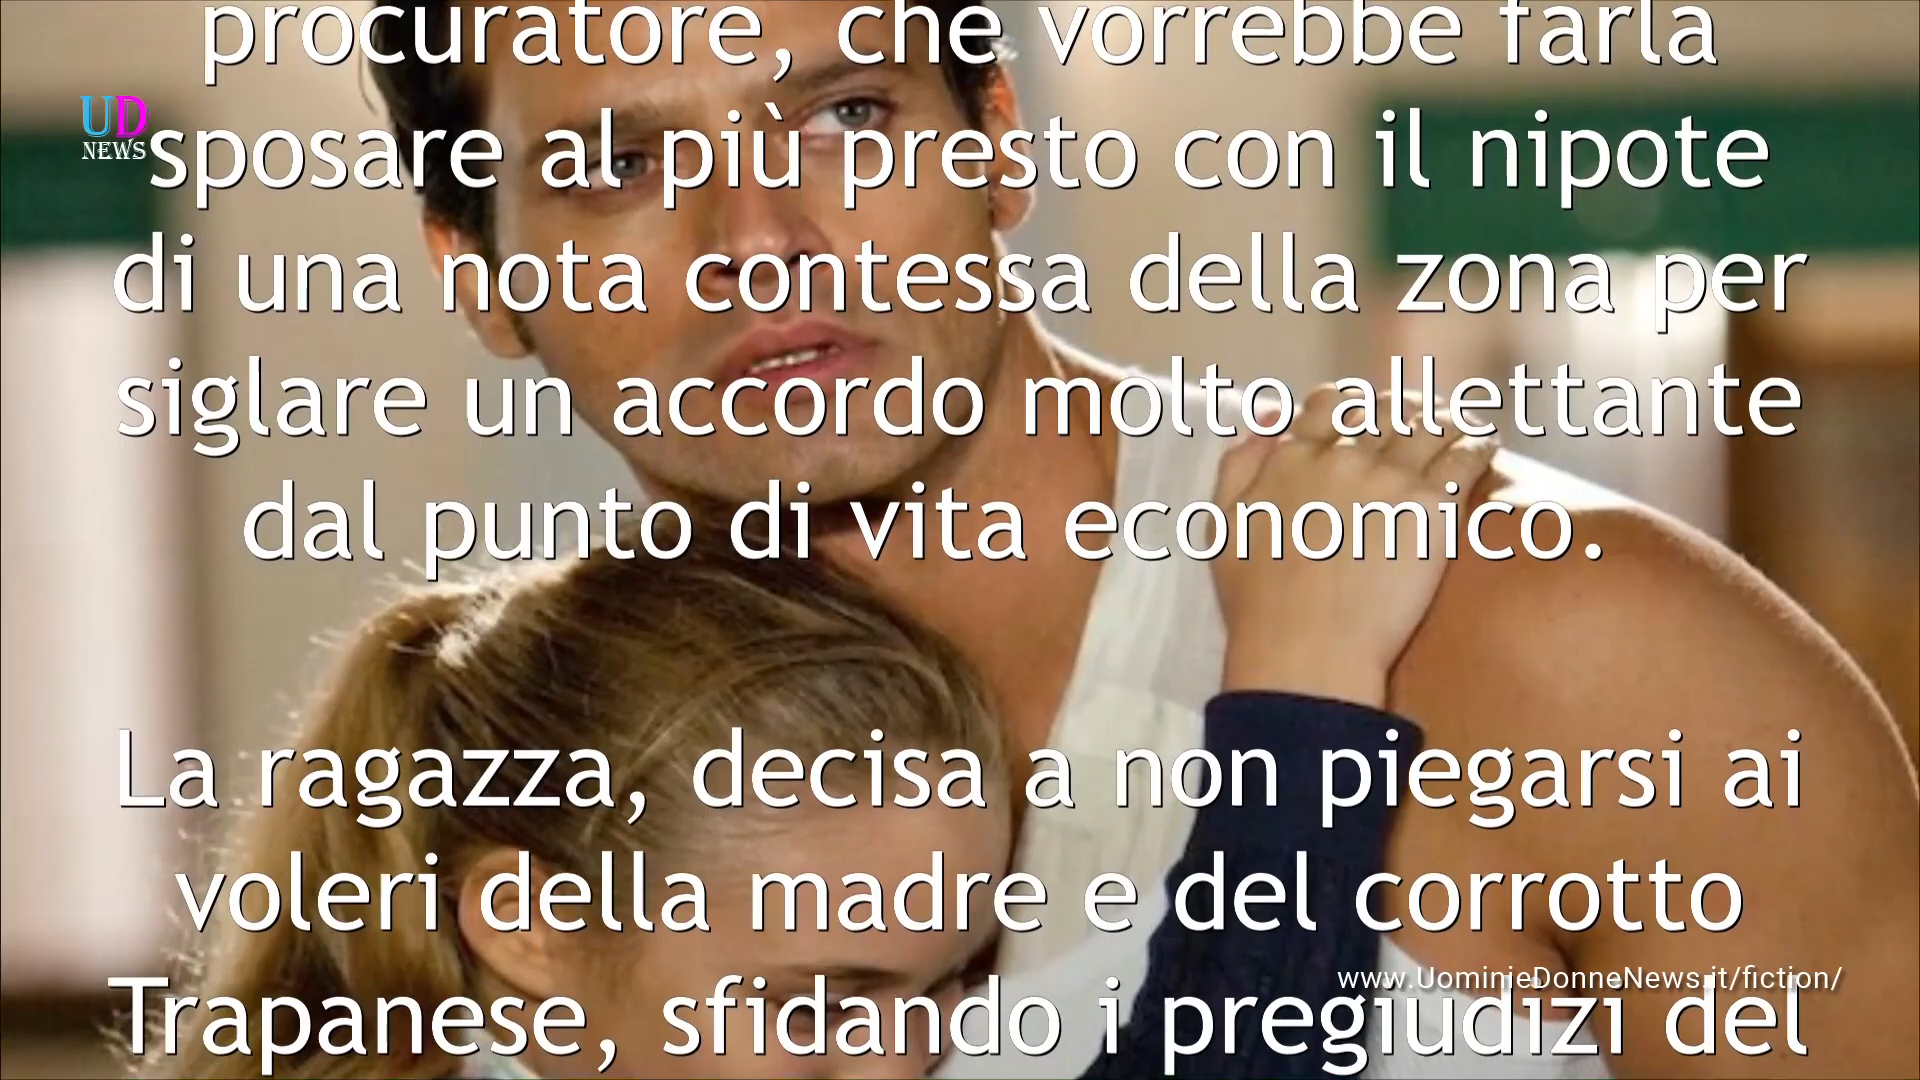 procuratore, che vorrebbe farla
UD
NEWS
sposare al più presto con il nipote
di una nota contessa della zona per
siglare un accordo molto allettante
dal punto di vita economico.
La ragazza, decisa a non piegarsi ai
voleri della madre e del corrotto
www.UominieDonneNews.it/fiction/
Trapanese, sfidando i pregiudizi del